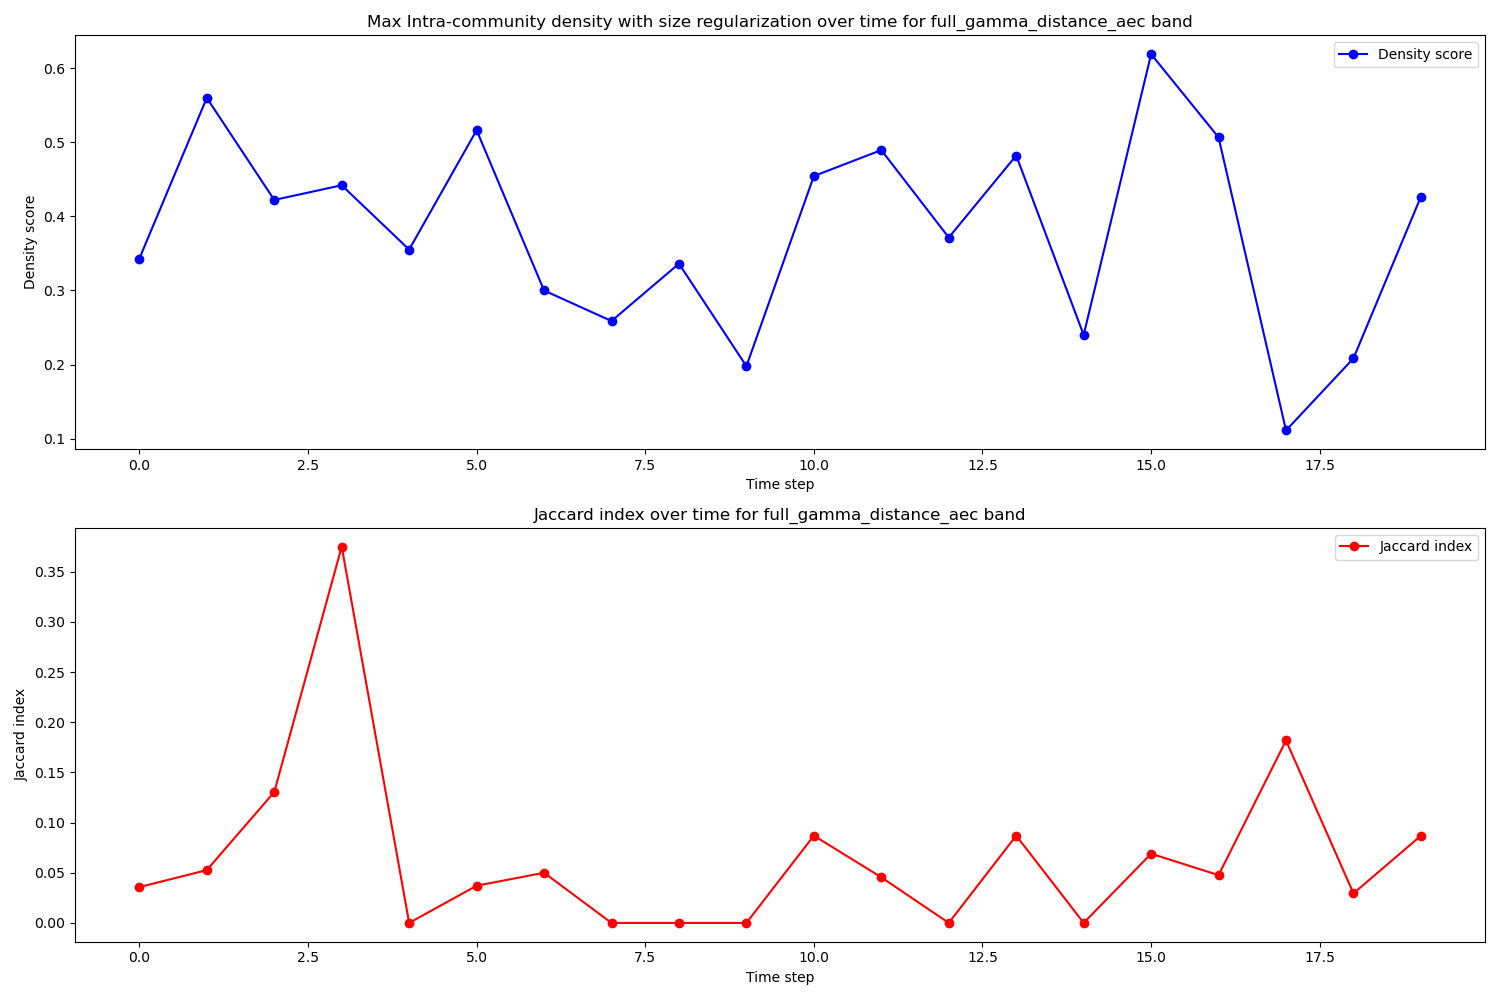 Max Intra-community density with size regularization over time for full_gamma_distance_aec band
Density score
0.6
0.5
0.4
0.3
0.2
0.1
Density score
0.0 2.5 5.0 7.5 10.0 12.5 15.0 17.5
Time step
Jaccard index over time for full_gamma_distance_aec band
Jaccard index
0.35
0.30
0.25
0.20
0.15
0.10
0.05
0.00
Jaccard index
0.0 2.5 5.0 7.5 10.0 12.5 15.0 17.5
Time step